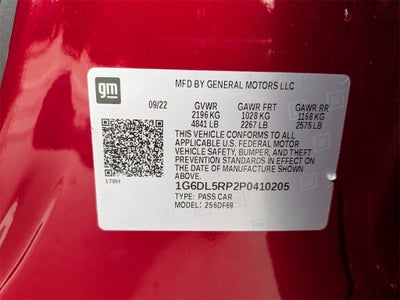 gm
MFD BY GENERAL MOTORS LLC
09/22 GVWR GAWR FRT GAWR RR
2196 KG 1028 KG 1168 KG
4841 LB 2267 LB 2575 LB
THIS VEHICLE CONFORMS TO ALL
APPLICABLE U.S. FEDERAL MOTOR
VEHICLE SAFETY, BUMPER, AND THEFT
PREVENTION STANDARDS IN EFFECT ON
THE DATE OF MANUFACTURE SHOWN
ABOVE.
176H
1G6DL5RP2P0410205
TYPE: PASS CAR
MODEL: 256DF69